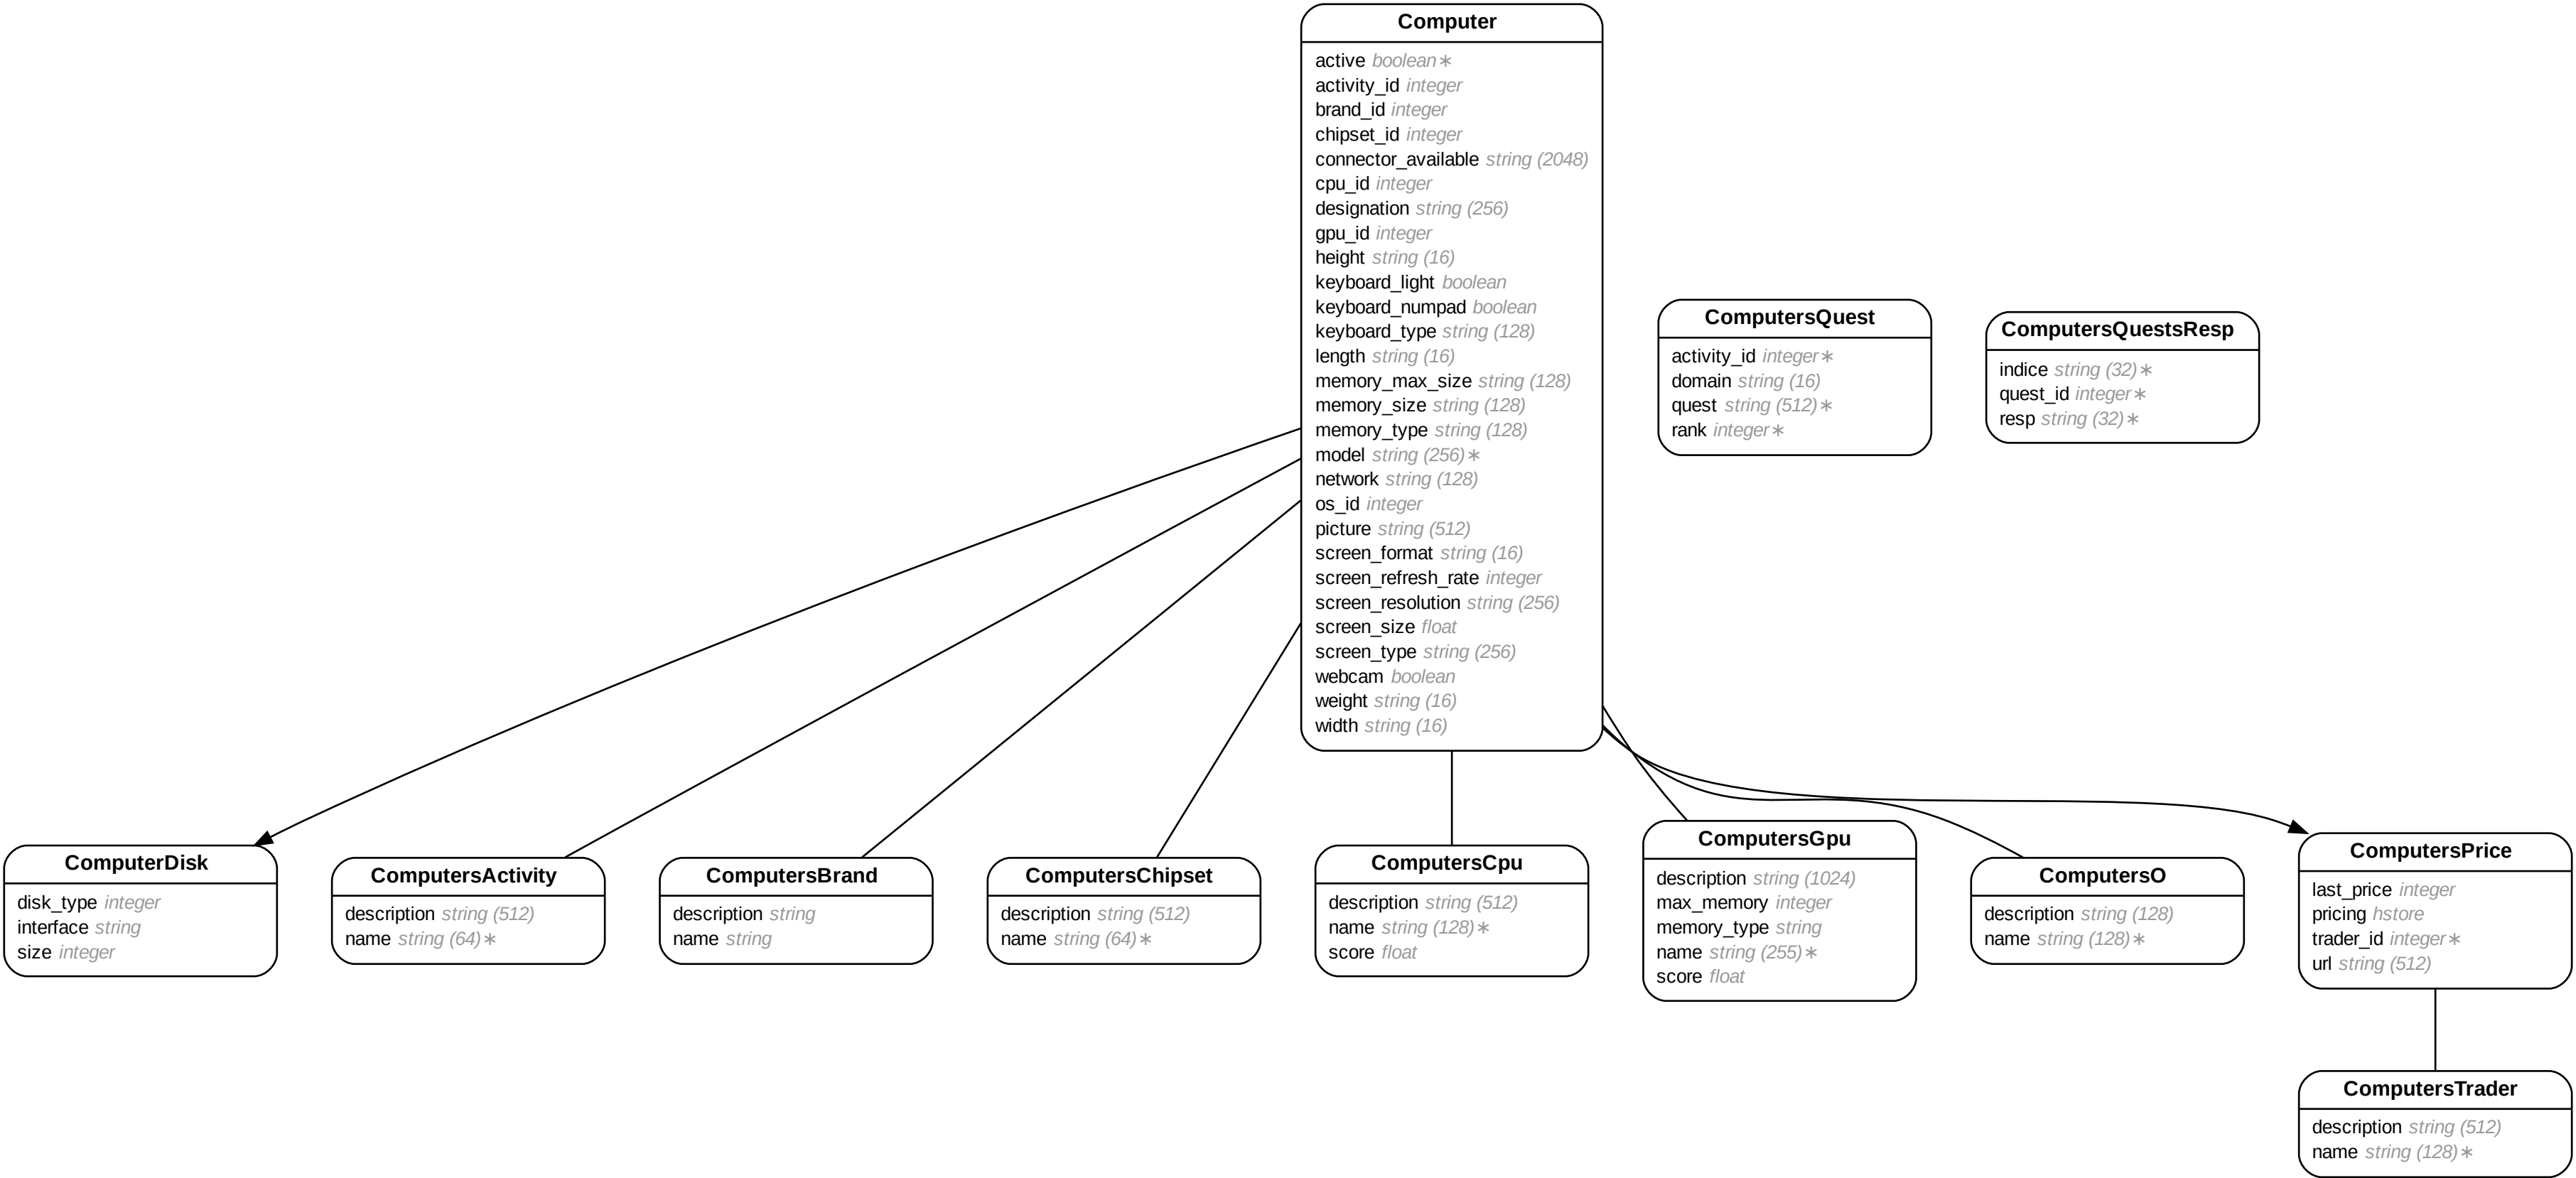 Computer
active boolean∗
activity_id integer
brand_id integer
chipset_id integer
connector_available string (2048)
cpu_id integer
designation string (256)
gpu_id integer
height string (16)
keyboard_light boolean
keyboard_numpad boolean
keyboard_type string (128)
length string (16)
memory_max_size string (128)
memory_size string (128)
memory_type string (128)
model string (256)∗
network string (128)
os_id integer
picture string (512)
screen_format string (16)
screen_refresh_rate integer
screen_resolution string (256)
screen_size float
screen_type string (256)
webcam boolean
weight string (16)
width string (16)
ComputersQuest
activity_id integer∗
domain string (16)
quest string (512)∗
rank integer∗
ComputersQuestsResp
indice string (32)∗
quest_id integer∗
resp string (32)∗
ComputerDisk
disk_type integer
interface string
size integer
ComputersActivity
description string (512)
name string (64)∗
ComputersBrand
description string
name string
ComputersChipset
description string (512)
name string (64)∗
ComputersCpu
description string (512)
name string (128)∗
score float
ComputersGpu
description string (1024)
max_memory integer
memory_type string
name string (255)∗
score float
ComputersO
description string (128)
name string (128)∗
ComputersPrice
last_price integer
pricing hstore
trader_id integer∗
url string (512)
ComputersTrader
description string (512)
name string (128)∗